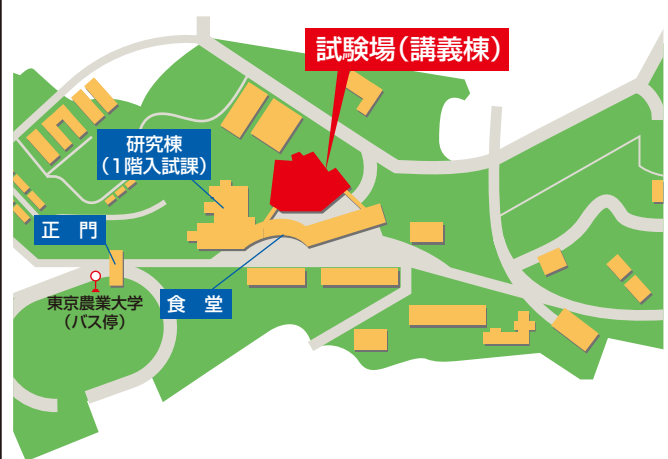 試験場（講義棟）
研究棟
（1階入試課）
正　門
東京農業大学
（バス停）
食　堂